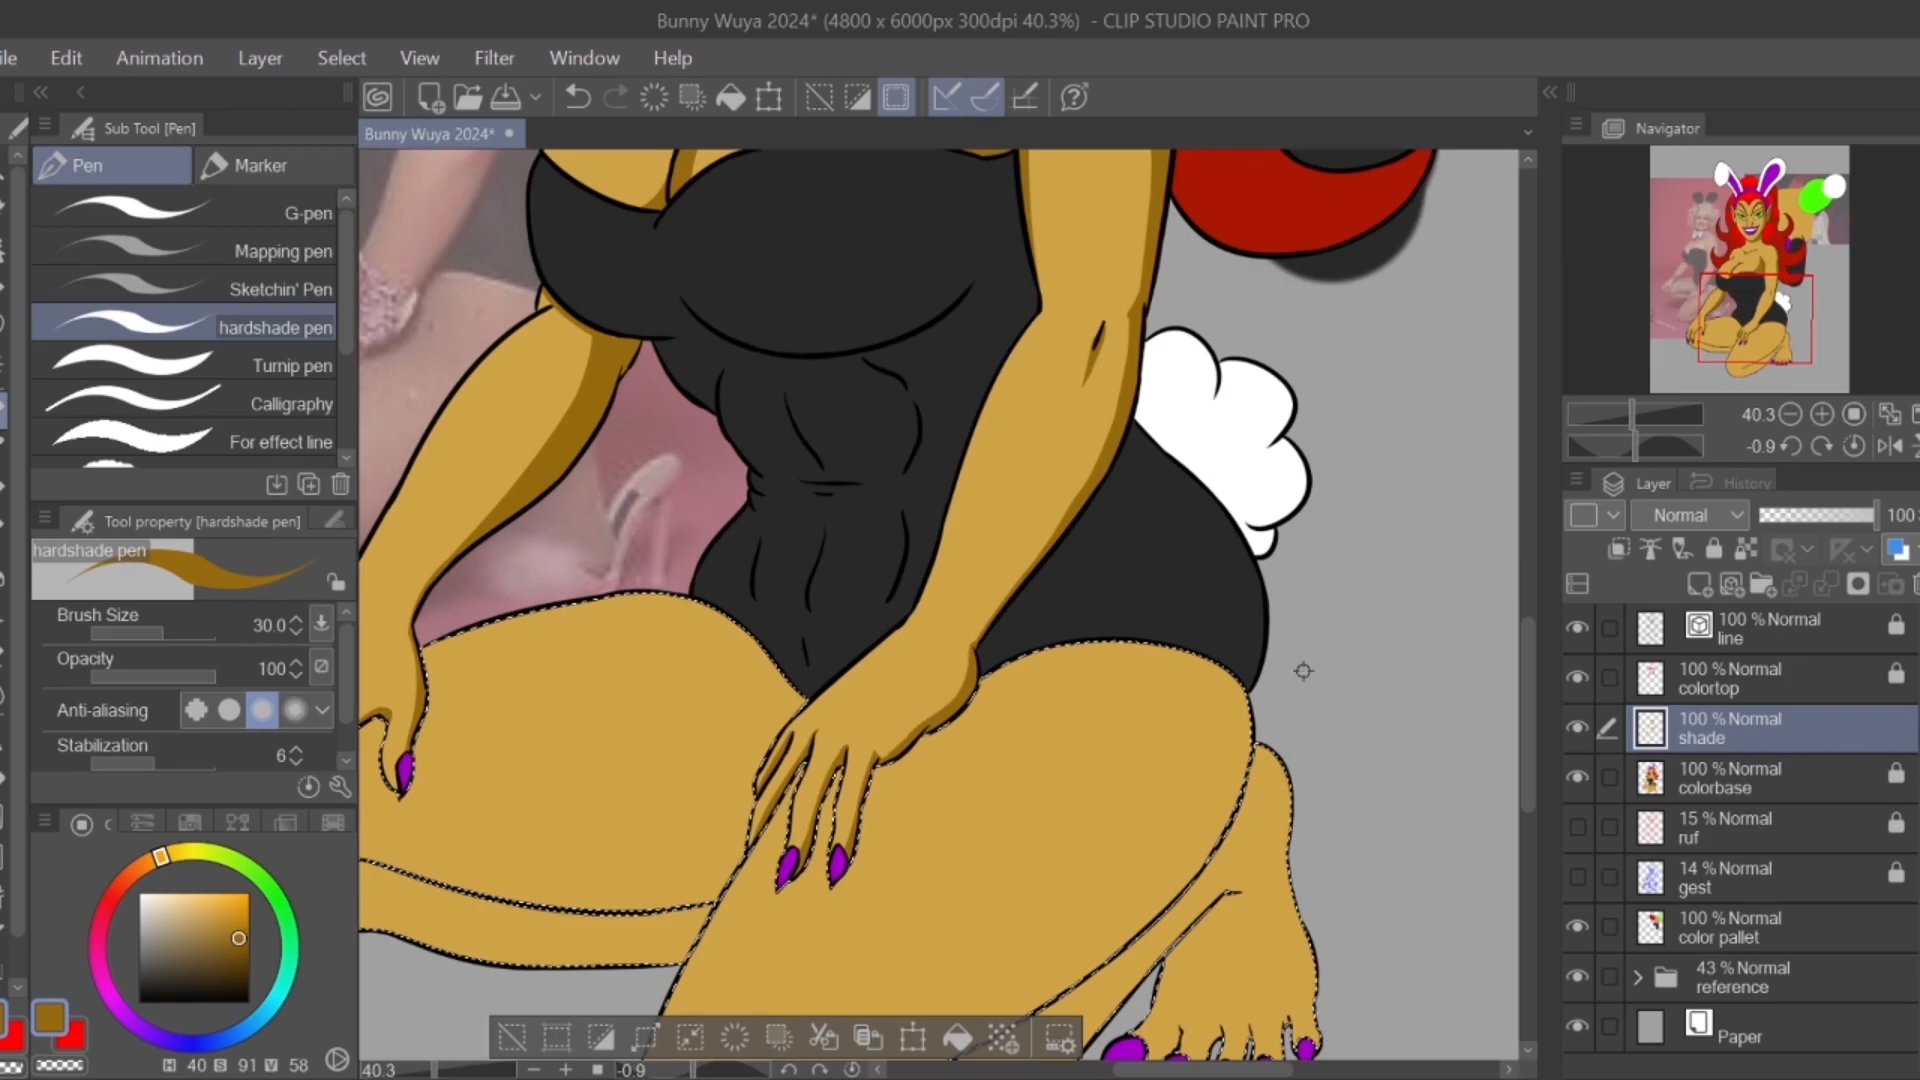 Bunny Wuya 2024* (4800 x 6000px 300dpi 40.3%) - CLIP STUDIO PAINT PRO
ile Edit Animation Layer Select View Filter Window Help
Sub Tool [Pen]
Pen Marker
G-pen
Mapping pen
Sketchin' Pen
hardshade pen
Turnip pen
Calligraphy
For effect line
Tool property [hardshade pen]
hardshade pen
Brush Size 30.0
Opacity 100
Anti-aliasing
Stabilization 6
H 40 S 91 V 58
Bunny Wuya 2024*
40.3 -0.9
Navigator
40.3
-0.9
Layer History
Normal 100
100 % Normal
line
100 % Normal
colortop
100 % Normal
shade
100 % Normal
colorbase
15 % Normal
ruf
14 % Normal
gest
100 % Normal
color pallet
43 % Normal
reference
Paper